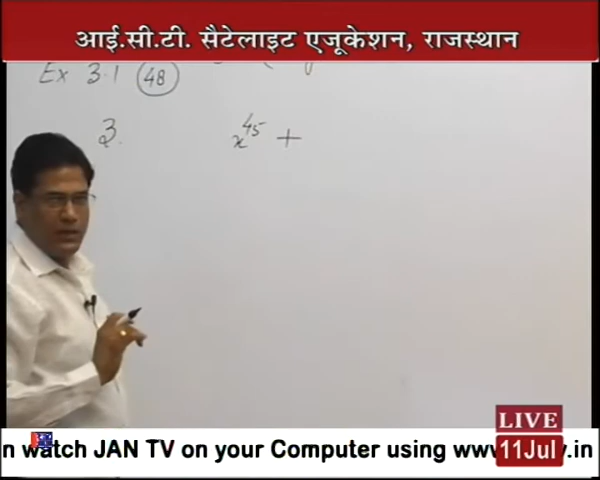 आई.सी.टी. सैटेलाइट एजूकेशन, राजस्थान
Ex 3.1 (48)
3. x⁴⁵ +
LIVE
n watch JAN TV on your Computer using www 11Jul v.in